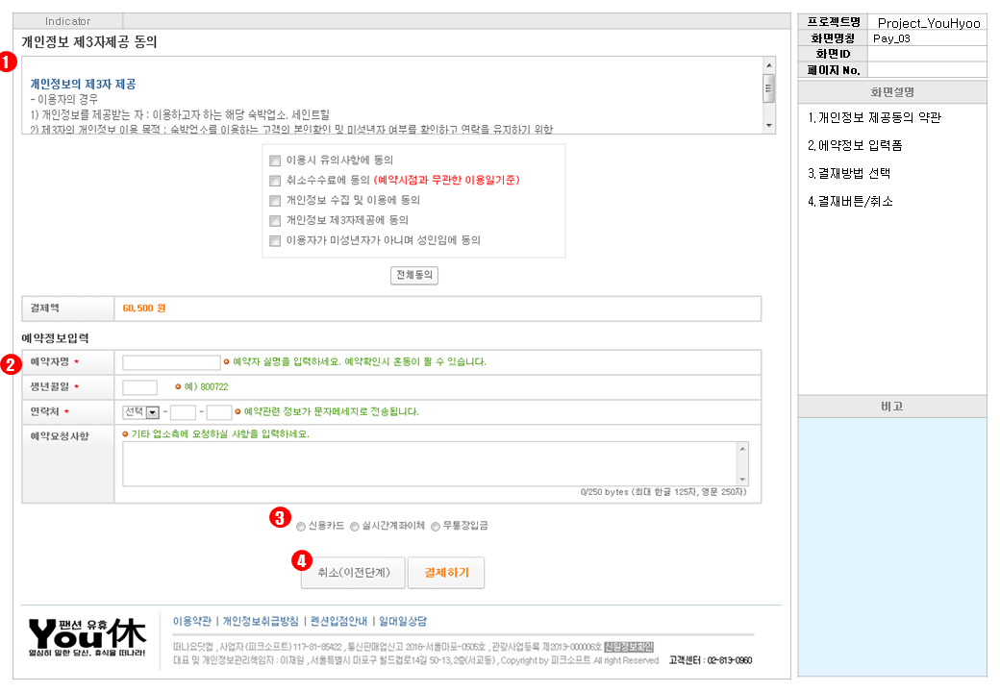 Indicator
개인정보 제3자제공 동의
1
개인정보의 제3자 제공
- 이용자의 경우
1) 개인정보를 제공받는 자 : 이용하고자 하는 해당 숙박업소. 세인트힐
2) 제3자의 개인정보 이용 목적 : 숙박업소를 이용하는 고객의 본인확인 및 미성년자 여부를 확인하고 연락을 유지하기 위함
이용시 유의사항에 동의
취소수수료에 동의 (예약시점과 무관한 이용일기준)
개인정보 수집 및 이용에 동의
개인정보 제3자제공에 동의
이용자가 미성년자가 아니며 성인임에 동의
전체동의
결제액 60,500 원
예약정보입력
2
예약자명 * 예약자 실명를 입력하세요. 예약확인시 혼동이 될 수 있습니다.
생년월일 * 예) 800722
연락처 * 선택 - - 예약관련 정보가 문자메세지로 전송됩니다.
예약요청사항 기타 업소측에 요청하실 사항을 입력하세요.
0/250 bytes (최대 한글 125자, 영문 250자)
3
신용카드 실시간계좌이체 무통장입금
4
취소(이전단계) 결제하기
펜션 유휴
You休
열심히 일한 당신, 휴식을 떠나라!
이용약관 | 개인정보취급방침 | 펜션입점안내 | 일대일상담
떠나요닷컴 , 사업자 (피크소프트) 117-81-85422 , 통신판매업신고 2016-서울마포-0505호 , 관광사업등록 제2013-000006호 신원정보확인
대표 및 개인정보관리책임자 : 이재일 , 서울특별시 마포구 월드컵로14길 50-13, 2층(서교동) , Copyright by 피크소프트 All right Reserved 고객센터 : 02-813-0960
프로젝트명 Project_YouHyoo
화면명칭 Pay_03
화면ID
페이지 No.
화면설명
1.개인정보 제공동의 약관
2.에약정보 입력폼
3.결재방법 선택
4.결재버튼/취소
비고